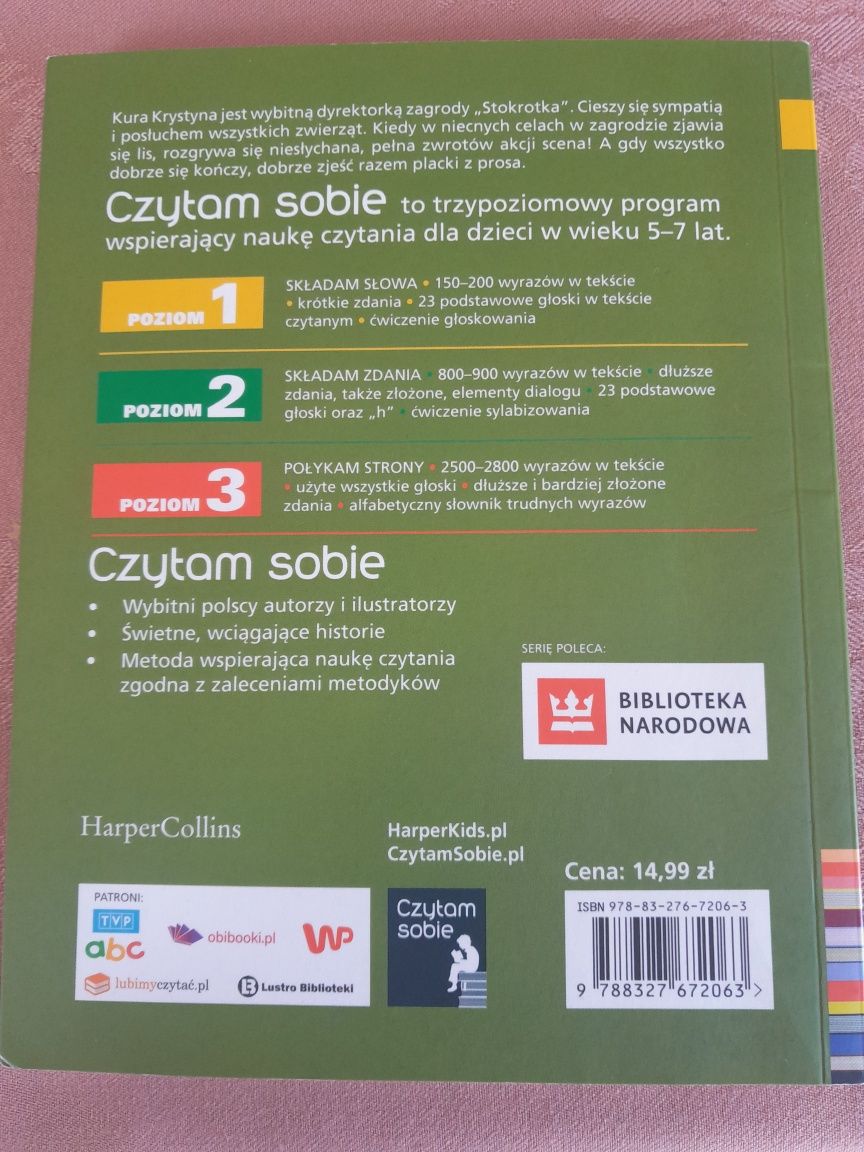 Kura Krystyna jest wybitną dyrektorką zagrody „Stokrotka”. Cieszy się sympatią
i posłuchem wszystkich zwierząt. Kiedy w niecnych celach w zagrodzie zjawia
się lis, rozgrywa się niesłychana, pełna zwrotów akcji scena! A gdy wszystko
dobrze się kończy, dobrze zjeść razem placki z prosa.
Czytam sobie to trzypoziomowy program
wspierający naukę czytania dla dzieci w wieku 5–7 lat.
POZIOM 1
SKŁADAM SŁOWA • 150–200 wyrazów w tekście
• krótkie zdania • 23 podstawowe głoski w tekście
czytanym • ćwiczenie głoskowania
POZIOM 2
SKŁADAM ZDANIA • 800–900 wyrazów w tekście • dłuższe
zdania, także złożone, elementy dialogu • 23 podstawowe
głoski oraz „h” • ćwiczenie sylabizowania
POZIOM 3
POŁYKAM STRONY • 2500–2800 wyrazów w tekście
• użyte wszystkie głoski • dłuższe i bardziej złożone
zdania • alfabetyczny słownik trudnych wyrazów
Czytam sobie
• Wybitni polscy autorzy i ilustratorzy
• Świetne, wciągające historie
• Metoda wspierająca naukę czytania
zgodna z zaleceniami metodyków
SERIĘ POLECA:
BIBLIOTEKA
NARODOWA
HarperCollins
HarperKids.pl
CzytamSobie.pl
Cena: 14,99 zł
PATRONI:
TVP
abc
obibooki.pl
WP
lubimyczytać.pl
LB Lustro Biblioteki
Czytam
sobie
ISBN 978-83-276-7206-3
9 788327 672063 >